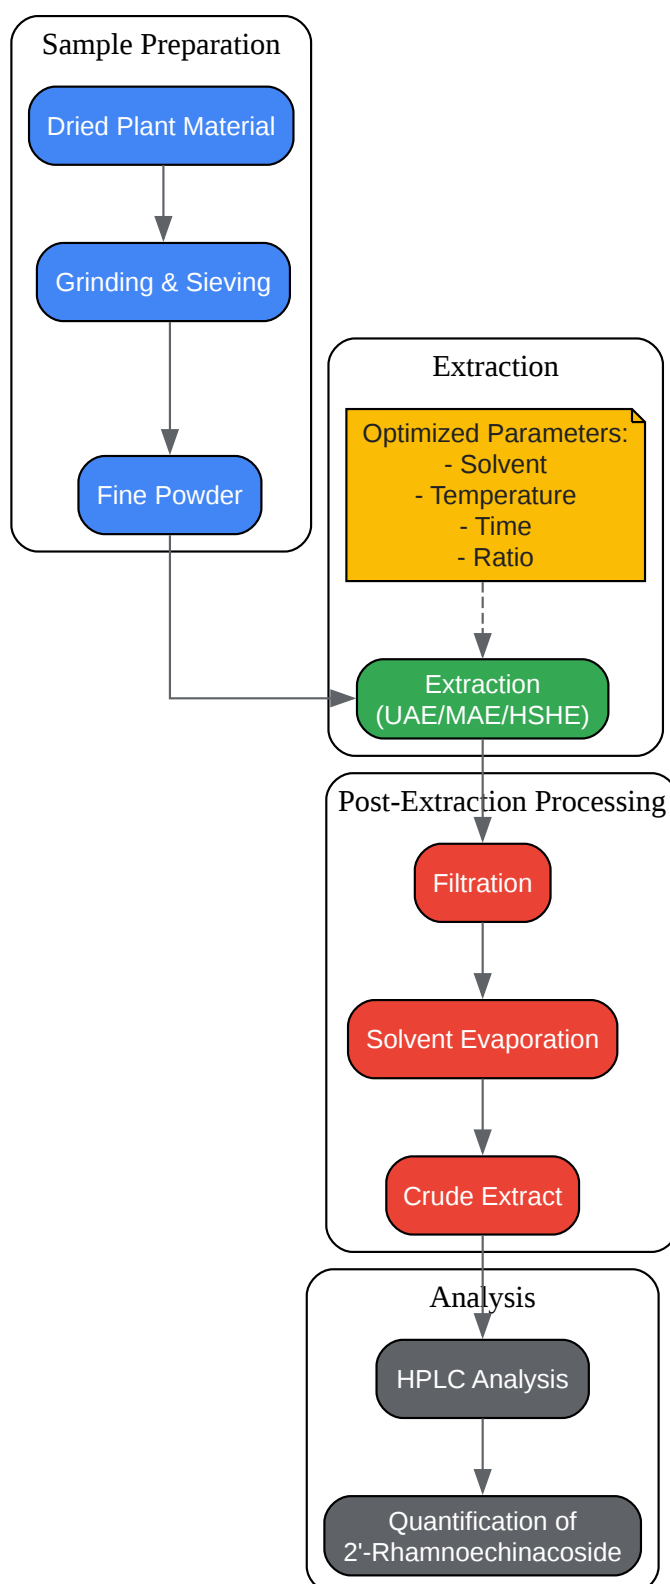 Sample Preparation
Dried Plant Material
Grinding & Sieving
Fine Powder
Extraction
Optimized Parameters:
- Solvent
- Temperature
- Time
- Ratio
Extraction
(UAE/MAE/HSHE)
Post-Extraction Processing
Filtration
Solvent Evaporation
Crude Extract
Analysis
HPLC Analysis
Quantification of
2'-Rhamnoechinacoside